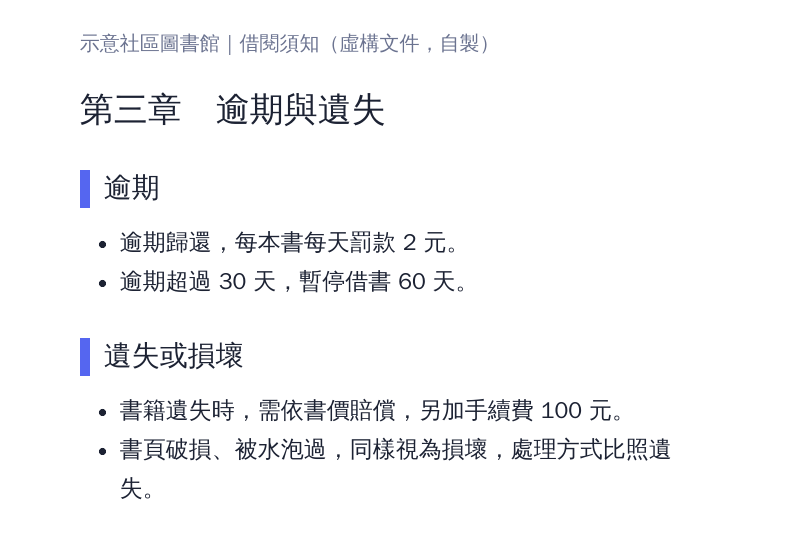 示意社區圖書館｜借閱須知（虛構文件，自製）
第三章　逾期與遺失
逾期
• 逾期歸還，每本書每天罰款 2 元。
• 逾期超過 30 天，暫停借書 60 天。
遺失或損壞
• 書籍遺失時，需依書價賠償，另加手續費 100 元。
• 書頁破損、被水泡過，同樣視為損壞，處理方式比照遺
失。